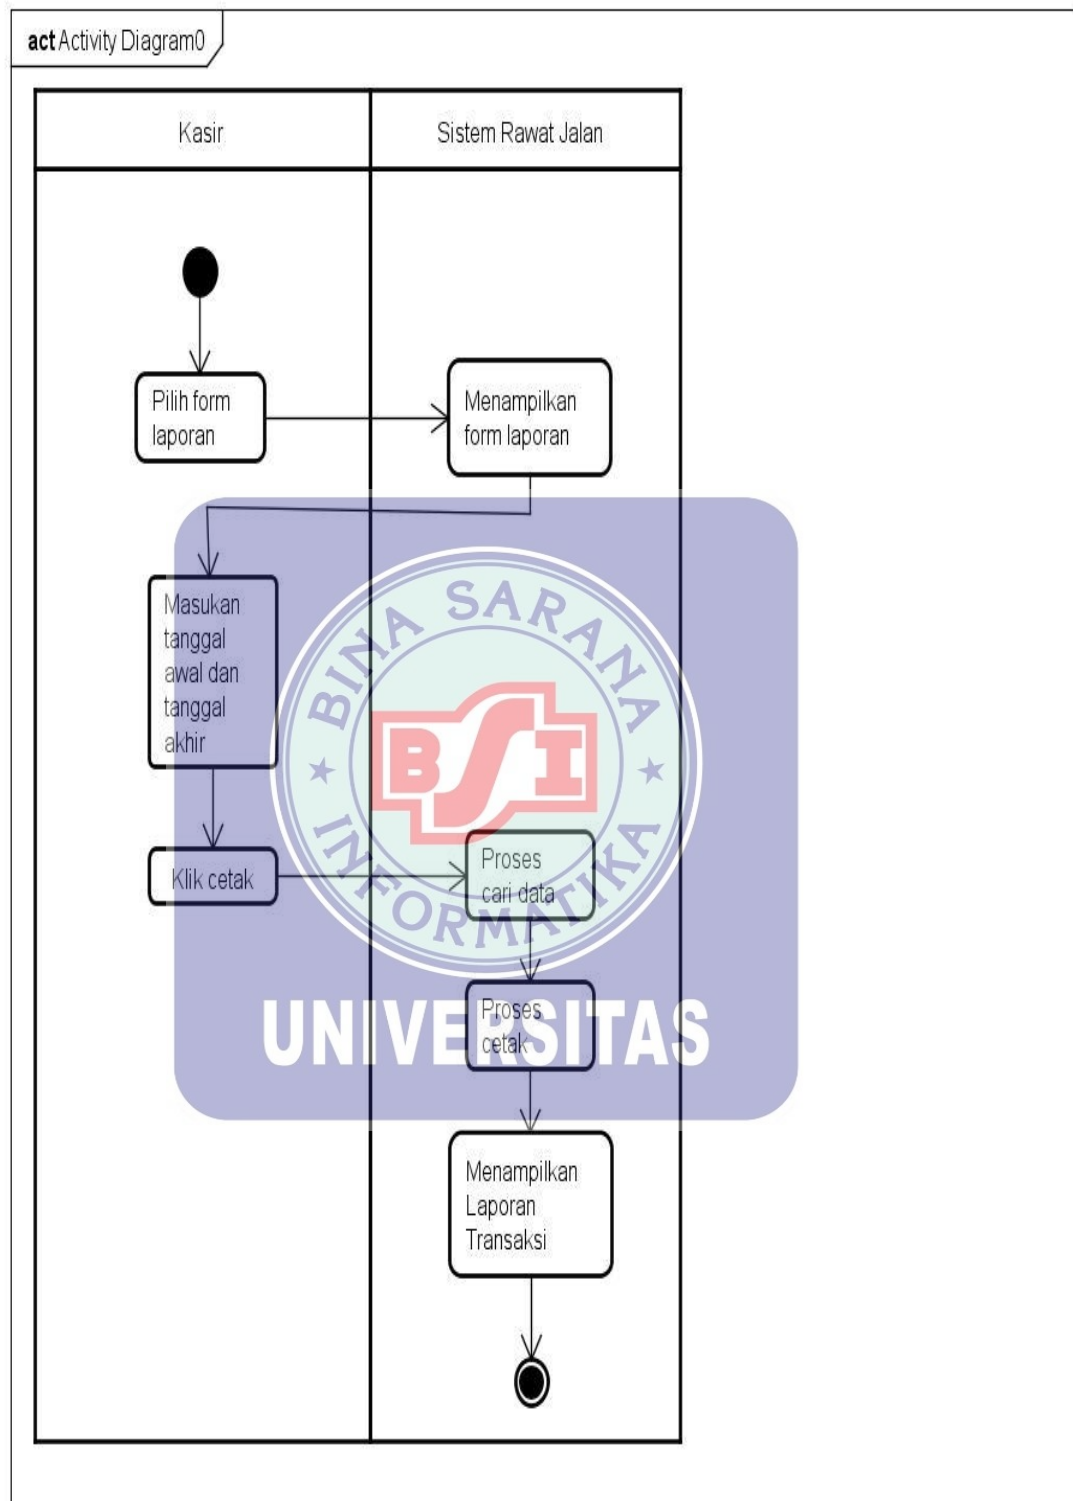 act Activity Diagram0
Kasir
Sistem Rawat Jalan
Pilih form
laporan
Menampilkan
form laporan
Masukan
tanggal
awal dan
tanggal
akhir
BINA SARANA
BSI
INFORMATIKA
Klik cetak
Proses
cari data
Proses
cetak
UNIVERSITAS
Menampilkan
Laporan
Transaksi